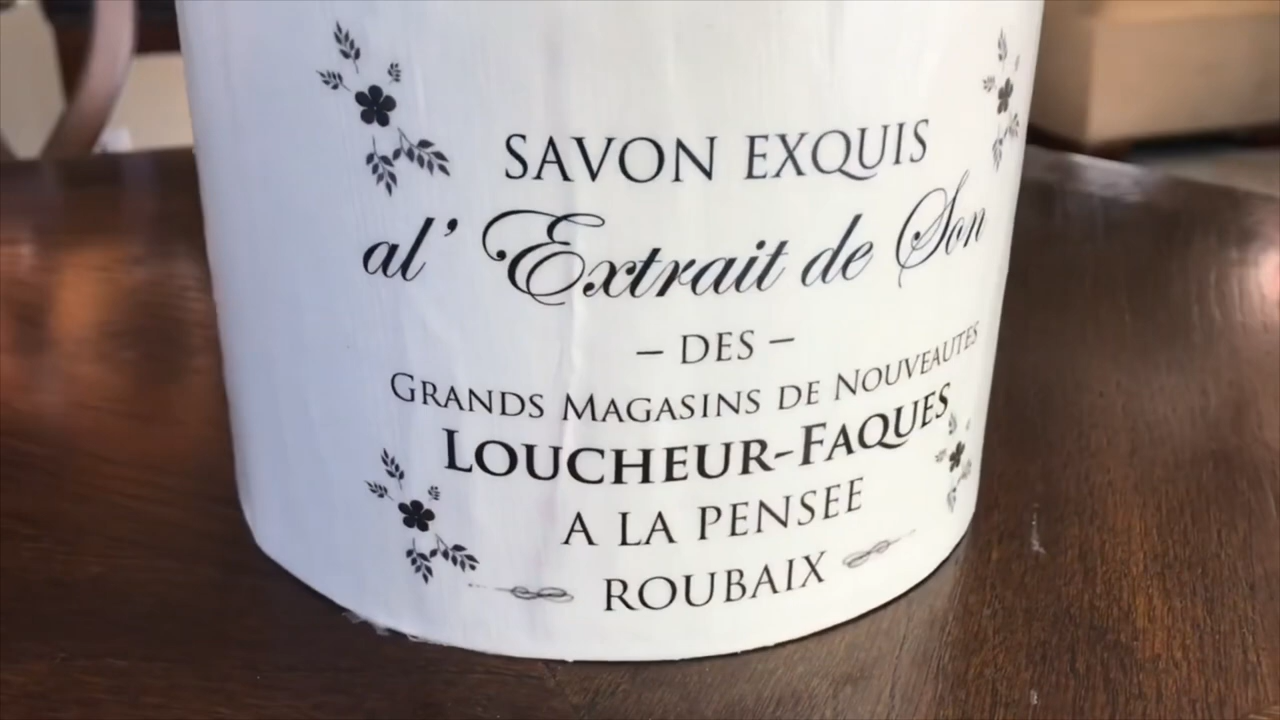 SAVON EXQUIS
al' Extrait de Son
– DES –
GRANDS MAGASINS DE NOUVEAUTES
LOUCHEUR-FAQUES
A LA PENSEE
ROUBAIX